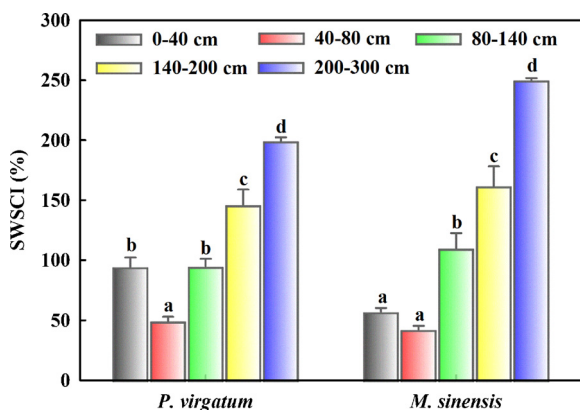 300
250
200
150
100
50
0
SWSCI (%)
0-40 cm 40-80 cm 80-140 cm
140-200 cm 200-300 cm
b a b c d
a a b c d
P. virgatum M. sinensis